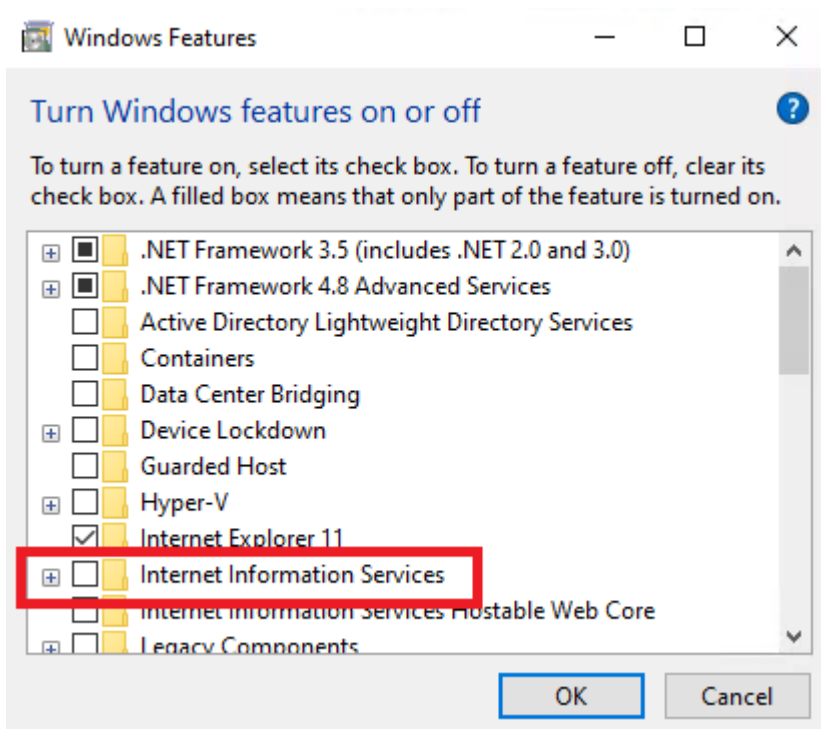 Windows Features
Turn Windows features on or off
?
To turn a feature on, select its check box. To turn a feature off, clear its
check box. A filled box means that only part of the feature is turned on.
.NET Framework 3.5 (includes .NET 2.0 and 3.0)
.NET Framework 4.8 Advanced Services
Active Directory Lightweight Directory Services
Containers
Data Center Bridging
Device Lockdown
Guarded Host
Hyper-V
Internet Explorer 11
Internet Information Services
Internet Information Services Hostable Web Core
Legacy Components
OK Cancel